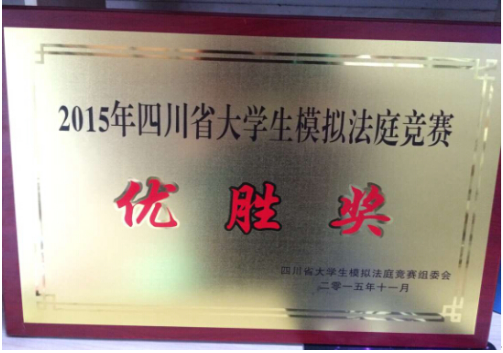 2015年四川省大学生模拟法庭竞赛
优胜奖
四川省大学生模拟法庭竞赛组委会
二零一五年十一月